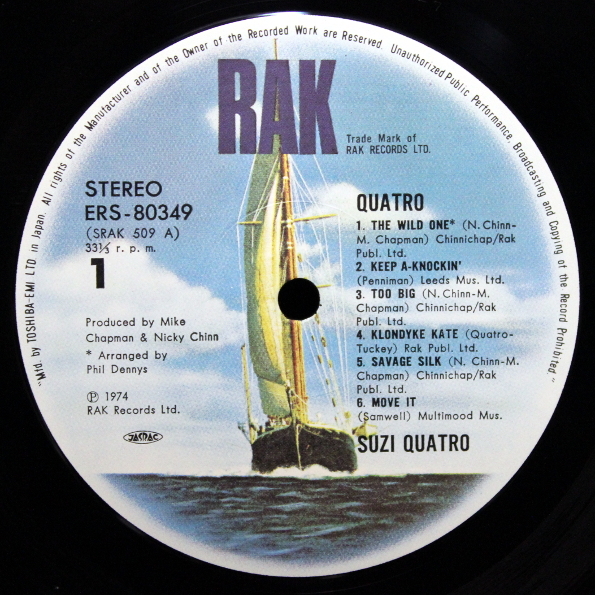 "Mfd. by TOSHIBA-EMI LTD. in Japan. All rights of the Manufacturer and of the Owner of the Recorded Work are Reserved. Unauthorized Public Performance, Broadcasting and Copying of the Record Prohibited"
RAK
Trade Mark of
RAK RECORDS LTD.
STEREO
ERS-80349
(SRAK 509 A)
33⅓ r. p. m.
1
Produced by Mike
Chapman & Nicky Chinn
* Arranged by
Phil Dennys
Ⓟ 1974
RAK Records Ltd.
JASRAC
QUATRO
1. THE WILD ONE* (N. Chinn-
M. Chapman) Chinnichap/Rak
Publ. Ltd.
2. KEEP A-KNOCKIN'
(Penniman) Leeds Mus. Ltd.
3. TOO BIG (N. Chinn-M.
Chapman) Chinnichap/Rak
Publ. Ltd.
4. KLONDYKE KATE (Quatro-
Tuckey) Rak Publ. Ltd.
5. SAVAGE SILK (N. Chinn-
M. Chapman) Chinnichap/Rak
Publ. Ltd.
6. MOVE IT
(Samwell) Multimood Mus.
SUZI QUATRO